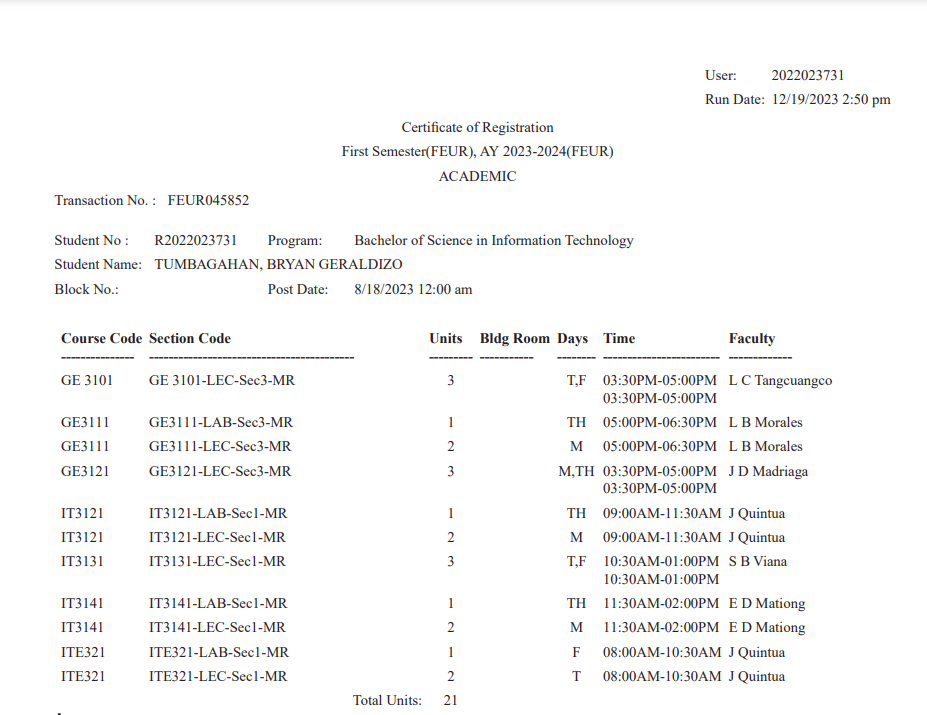 User: 2022023731
Run Date: 12/19/2023 2:50 pm
Certificate of Registration
First Semester(FEUR), AY 2023-2024(FEUR)
ACADEMIC
Transaction No. : FEUR045852
Student No : R2022023731 Program: Bachelor of Science in Information Technology
Student Name: TUMBAGAHAN, BRYAN GERALDIZO
Block No.: Post Date: 8/18/2023 12:00 am
Course Code Section Code Units Bldg Room Days Time Faculty
GE 3101 GE 3101-LEC-Sec3-MR 3 T,F 03:30PM-05:00PM L C Tangcuangco
03:30PM-05:00PM
GE3111 GE3111-LAB-Sec3-MR 1 TH 05:00PM-06:30PM L B Morales
GE3111 GE3111-LEC-Sec3-MR 2 M 05:00PM-06:30PM L B Morales
GE3121 GE3121-LEC-Sec3-MR 3 M,TH 03:30PM-05:00PM J D Madriaga
03:30PM-05:00PM
IT3121 IT3121-LAB-Sec1-MR 1 TH 09:00AM-11:30AM J Quintua
IT3121 IT3121-LEC-Sec1-MR 2 M 09:00AM-11:30AM J Quintua
IT3131 IT3131-LEC-Sec1-MR 3 T,F 10:30AM-01:00PM S B Viana
10:30AM-01:00PM
IT3141 IT3141-LAB-Sec1-MR 1 TH 11:30AM-02:00PM E D Mationg
IT3141 IT3141-LEC-Sec1-MR 2 M 11:30AM-02:00PM E D Mationg
ITE321 ITE321-LAB-Sec1-MR 1 F 08:00AM-10:30AM J Quintua
ITE321 ITE321-LEC-Sec1-MR 2 T 08:00AM-10:30AM J Quintua
Total Units: 21